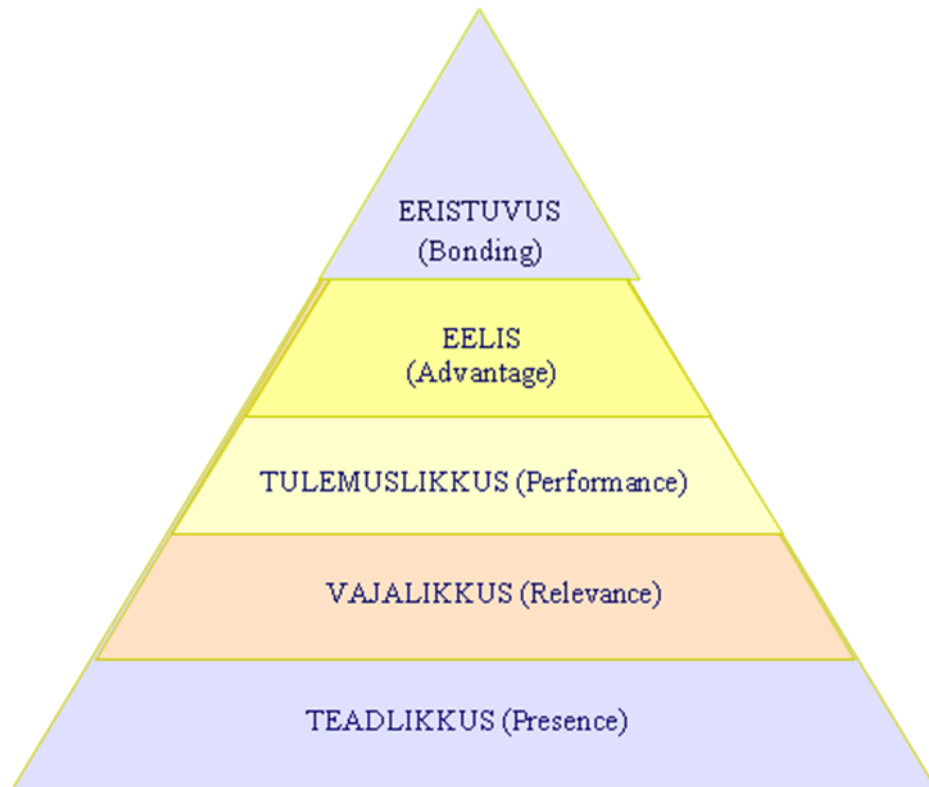 ERISTUVUS
(Bonding)
EELIS
(Advantage)
TULEMUSLIKKUS (Performance)
VAJALIKKUS (Relevance)
TEADLIKKUS (Presence)